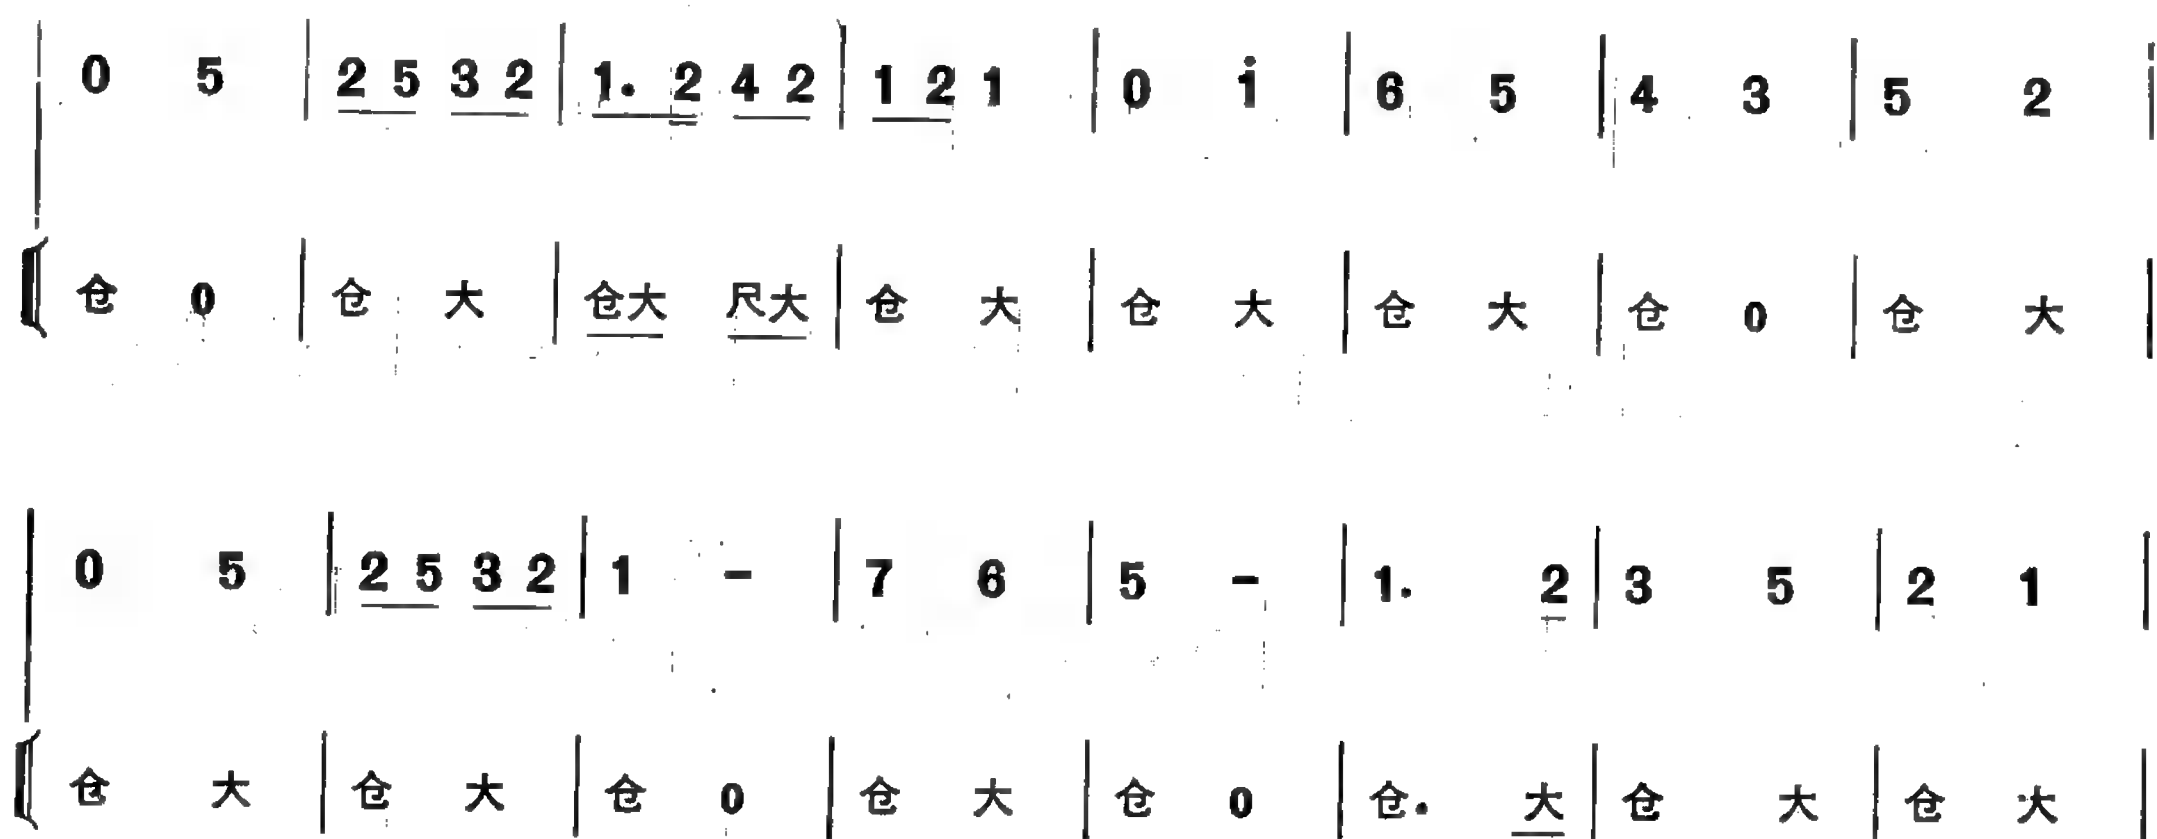 0 5 | 2 5 3 2 | 1. 2 4 2 | 1 2 1 | 0 i | 6 5 | 4 3 | 5 2 |
仓 0 | 仓 大 | 仓大 尺大 | 仓 大 | 仓 大 | 仓 大 | 仓 0 | 仓 大 |
0 5 | 2 5 3 2 | 1 - | 7 6 | 5 - | 1. 2 | 3 5 | 2 1 |
仓 大 | 仓 大 | 仓 0 | 仓 大 | 仓 0 | 仓. 大 | 仓 大 | 仓 大 |